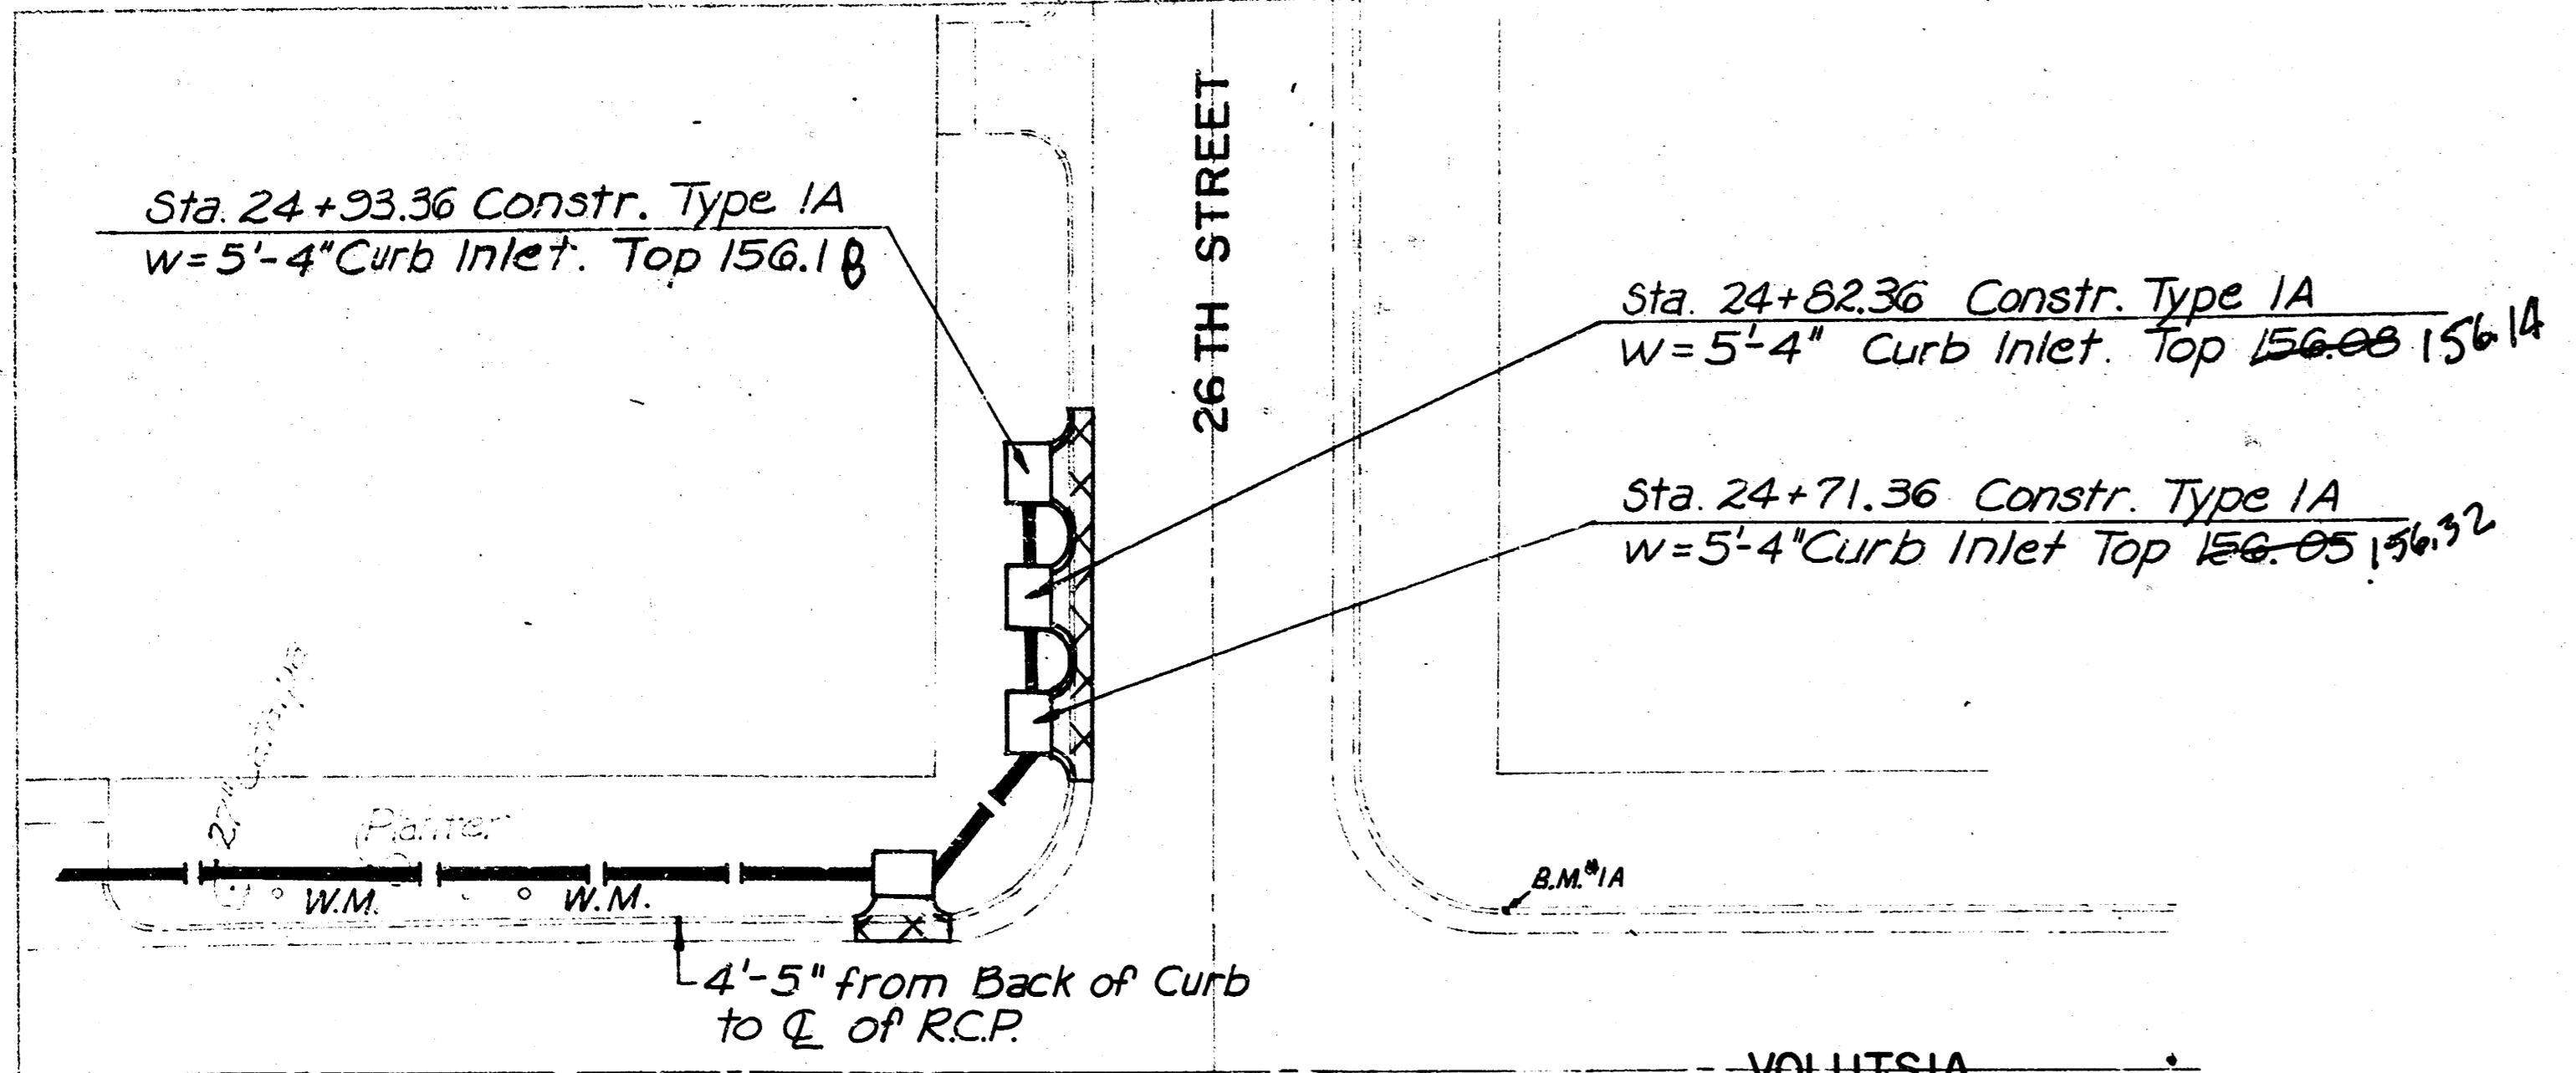 Sta. 24+93.36 Constr. Type 1A
w=5'-4" Curb Inlet. Top 156.18
26TH STREET
Sta. 24+82.36 Constr. Type 1A
w=5'-4" Curb Inlet. Top 156.08 156.14
Sta. 24+71.36 Constr. Type 1A
w=5'-4" Curb Inlet Top 156.05 156.32
27"
Planter
W.M.
W.M.
B.M.#1A
4'-5" from Back of Curb
to ℄ of R.C.P.
VOLUTSIA